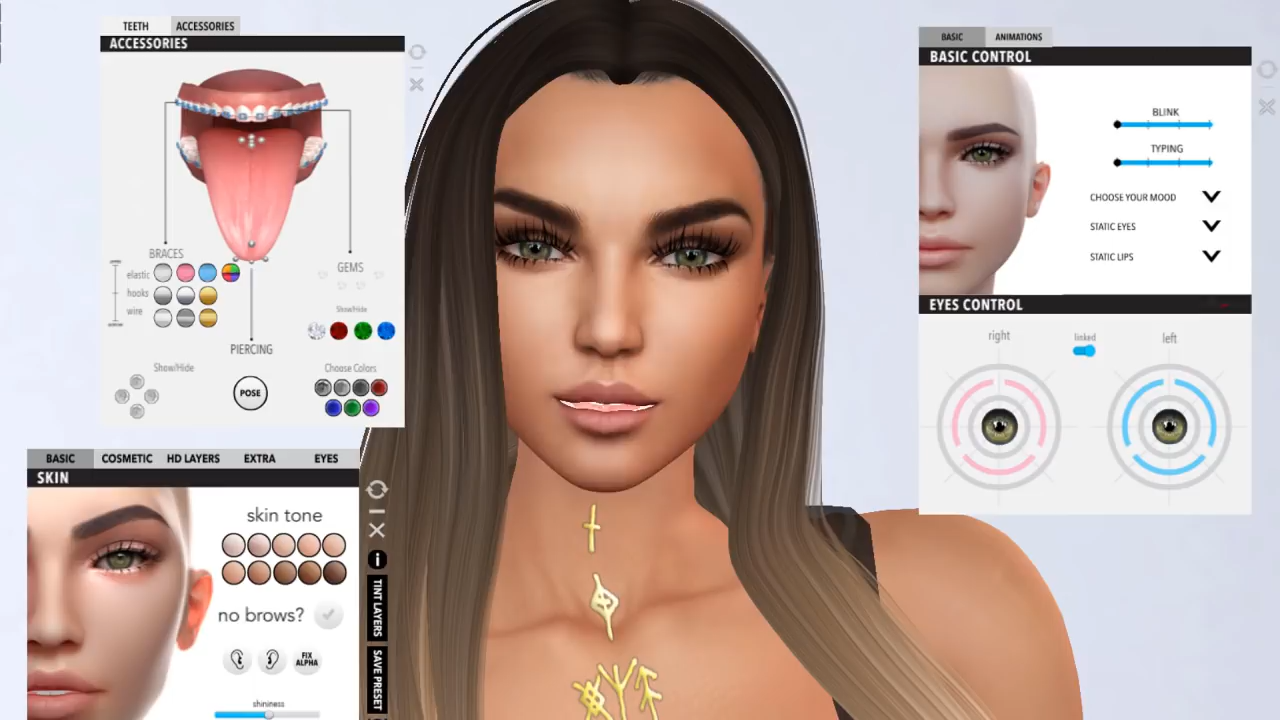 TEETH ACCESSORIES
ACCESSORIES
BRACES
elastic
hooks
wire
GEMS
Show/Hide
PIERCING
Show/Hide
POSE
Choose Colors
BASIC COSMETIC HD LAYERS EXTRA EYES
SKIN
skin tone
no brows?
FIX
ALPHA
shininess
i
TINT LAYERS
SAVE PRESET
BASIC ANIMATIONS
BASIC CONTROL
BLINK
TYPING
CHOOSE YOUR MOOD
STATIC EYES
STATIC LIPS
EYES CONTROL
right linked left